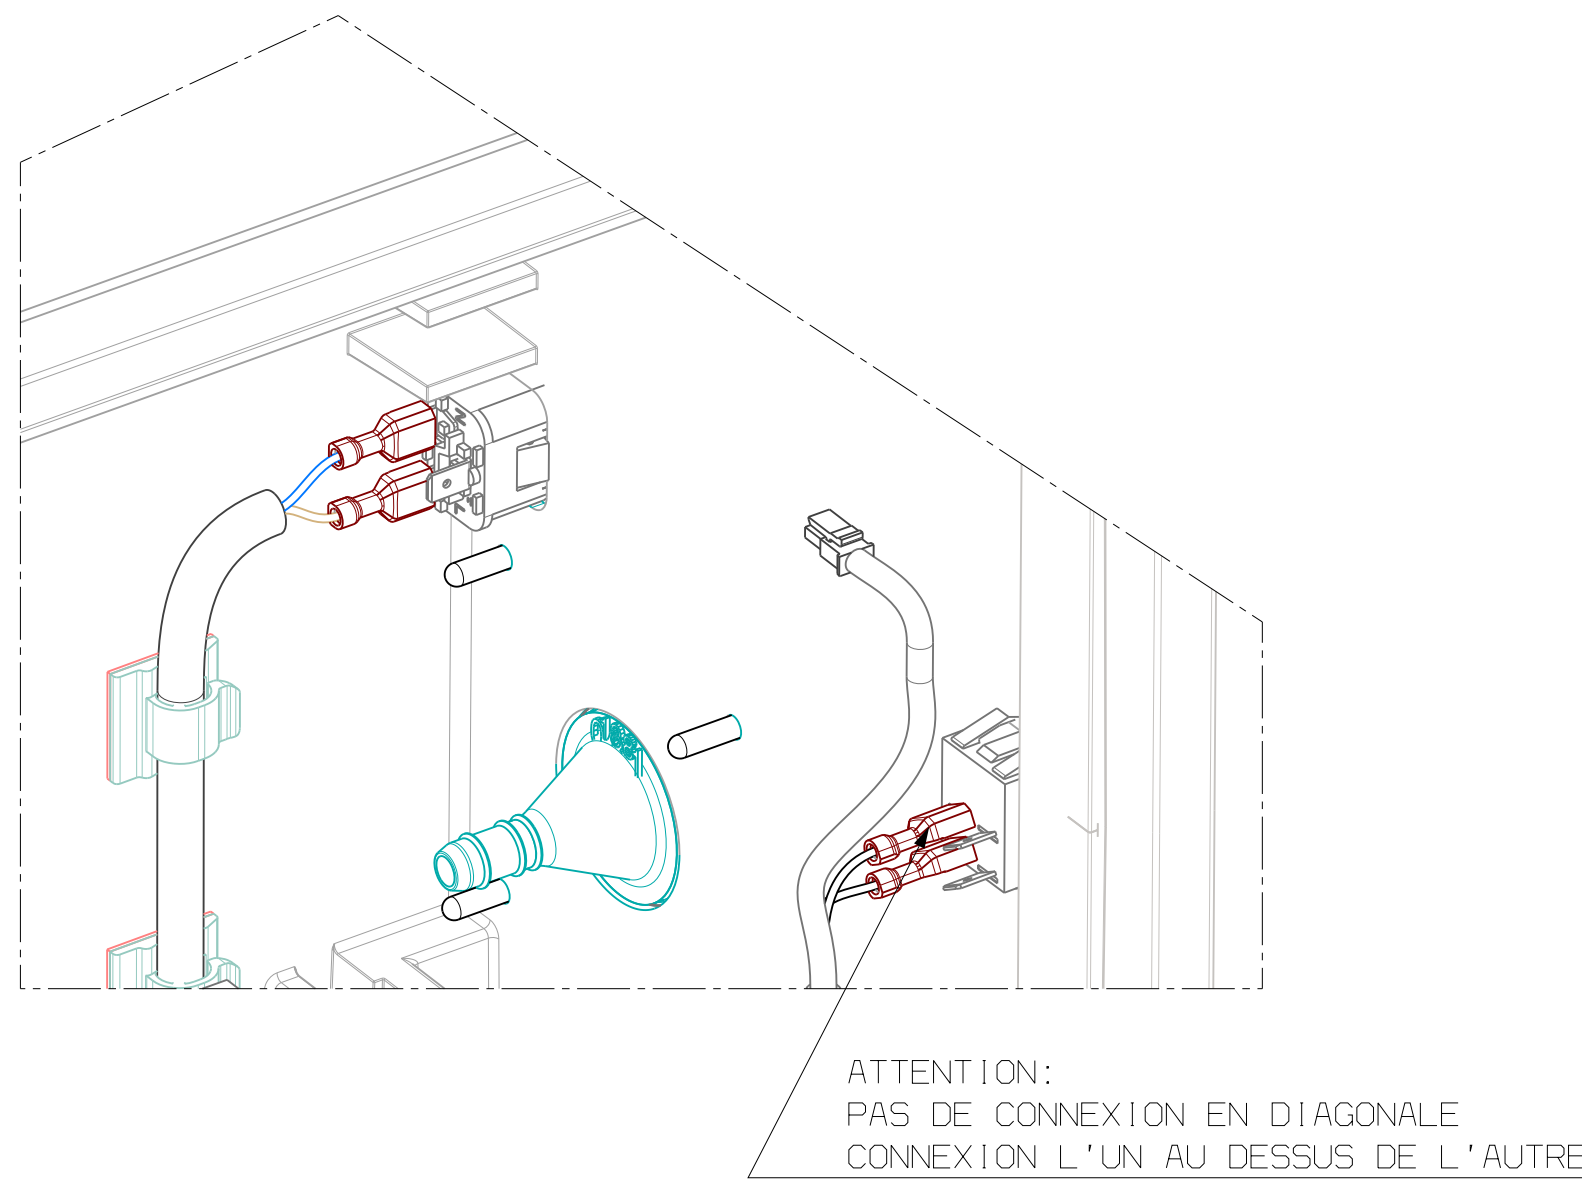 ATTENTION:
PAS DE CONNEXION EN DIAGONALE
CONNEXION L'UN AU DESSUS DE L'AUTRE